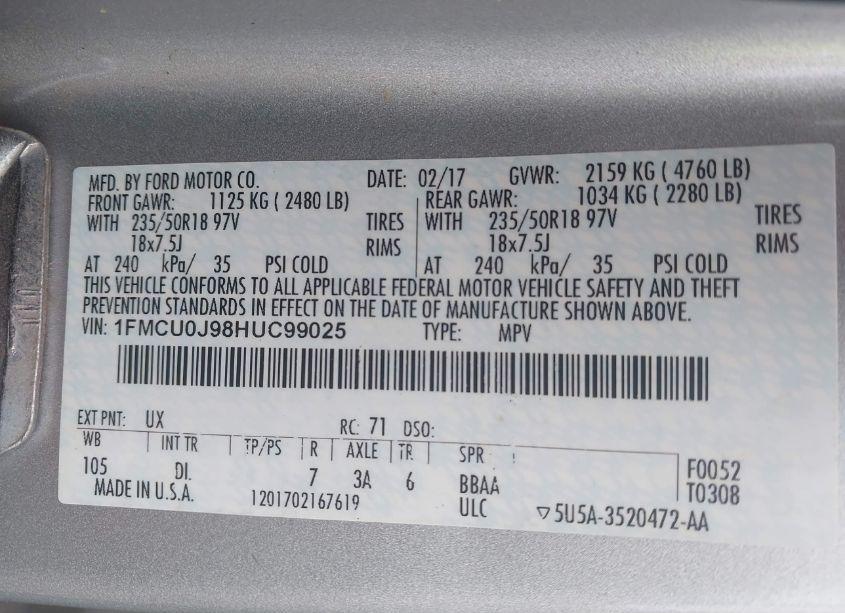 MFD. BY FORD MOTOR CO. DATE: 02/17 GVWR: 2159 KG ( 4760 LB)
FRONT GAWR: 1125 KG ( 2480 LB) REAR GAWR: 1034 KG ( 2280 LB)
WITH 235/50R18 97V TIRES WITH 235/50R18 97V TIRES
18x7.5J RIMS 18x7.5J RIMS
AT 240 kPa/ 35 PSI COLD AT 240 kPa/ 35 PSI COLD
THIS VEHICLE CONFORMS TO ALL APPLICABLE FEDERAL MOTOR VEHICLE SAFETY AND THEFT
PREVENTION STANDARDS IN EFFECT ON THE DATE OF MANUFACTURE SHOWN ABOVE.
VIN: 1FMCU0J98HUC99025 TYPE: MPV
EXT PNT: UX RC: 71 DSO:
WB INT TR TP/PS R AXLE TR SPR
105 DI. 7 3A 6 BBAA F0052
MADE IN U.S.A. 1201702167619 ULC T0308
▽5U5A-3520472-AA